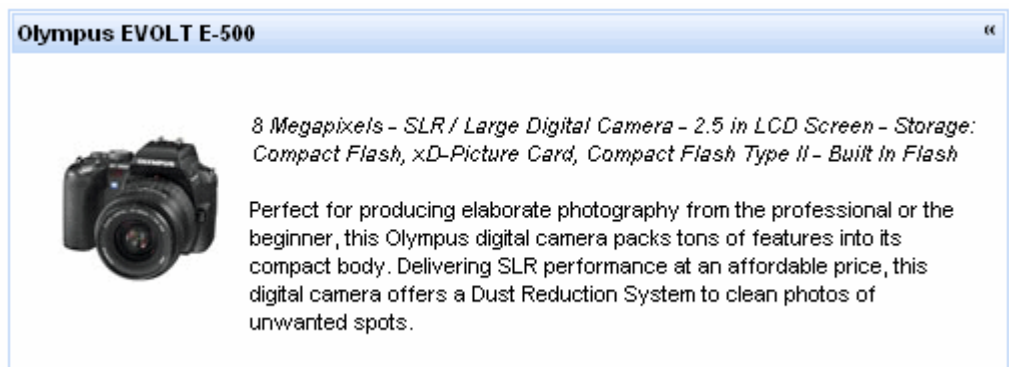 Olympus EVOLT E-500 «
OLYMPUS
8 Megapixels - SLR / Large Digital Camera - 2.5 in LCD Screen - Storage:
Compact Flash, xD-Picture Card, Compact Flash Type II - Built In Flash
Perfect for producing elaborate photography from the professional or the
beginner, this Olympus digital camera packs tons of features into its
compact body. Delivering SLR performance at an affordable price, this
digital camera offers a Dust Reduction System to clean photos of
unwanted spots.